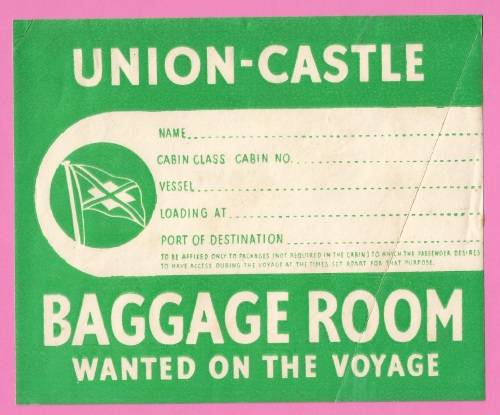 UNION-CASTLE
NAME
CABIN CLASS CABIN NO.
VESSEL
LOADING AT
PORT OF DESTINATION
TO BE AFFIXED ONLY TO PACKAGES (NOT REQUIRED IN THE CABIN) TO WHICH THE PASSENGER DESIRES
TO HAVE ACCESS DURING THE VOYAGE AT THE TIMES SET APART FOR THAT PURPOSE.
BAGGAGE ROOM
WANTED ON THE VOYAGE